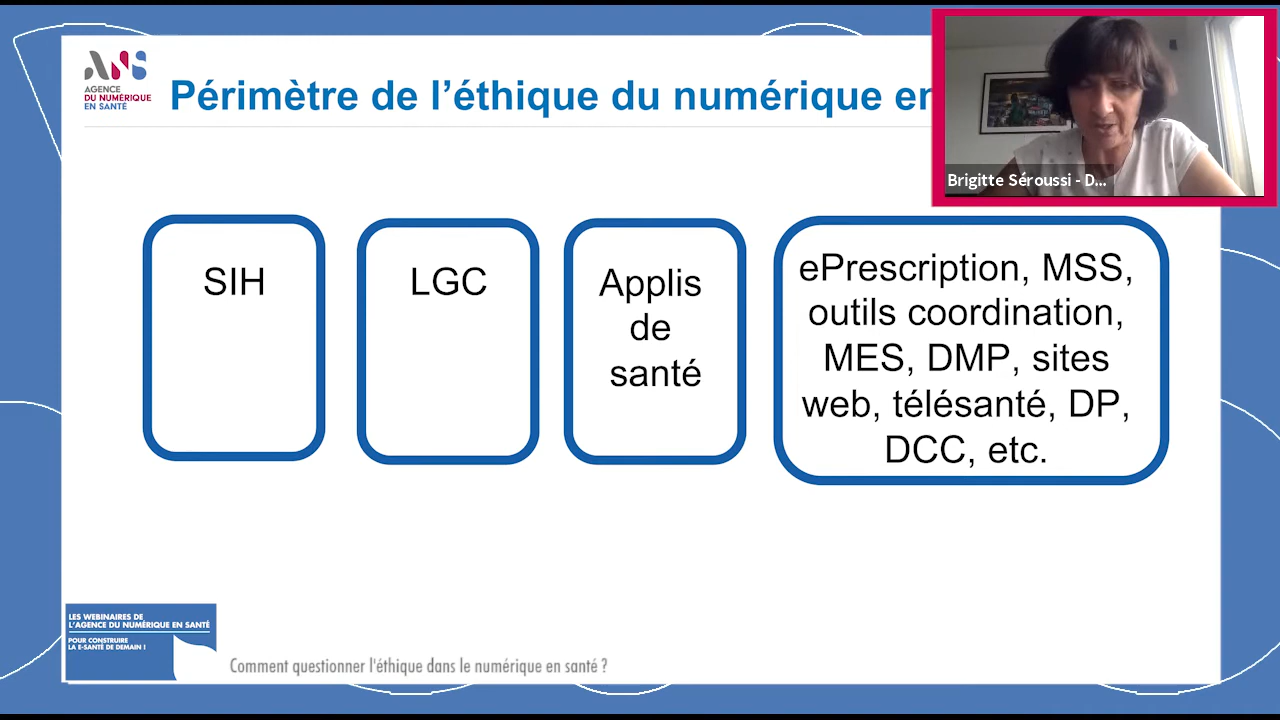 ANS
AGENCE
DU NUMÉRIQUE
EN SANTÉ
Périmètre de l'éthique du numérique en
Brigitte Séroussi - D...
SIH
LGC
Applis
de
santé
ePrescription, MSS,
outils coordination,
MES, DMP, sites
web, télésanté, DP,
DCC, etc.
LES WEBINAIRES DE
L'AGENCE DU NUMÉRIQUE EN SANTÉ
POUR CONSTRUIRE
LA E-SANTÉ DE DEMAIN !
Comment questionner l'éthique dans le numérique en santé ?